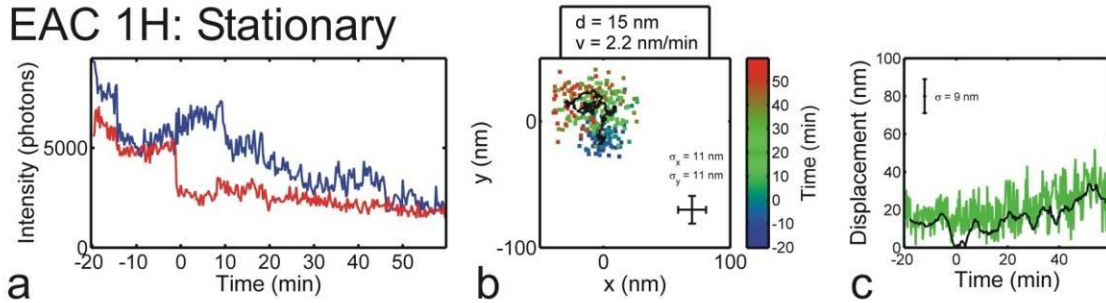 EAC 1H: Stationary
Intensity (photons)
5000
0
-20 -10 0 10 20 30 40 50
Time (min)
a
d = 15 nm
v = 2.2 nm/min
y (nm)
0
-100
σx = 11 nm
σy = 11 nm
0 100
x (nm)
b
50
40
30
20
10
0
-10
-20
Time (min)
Displacement (nm)
100
80
60
40
20
0
σ = 9 nm
-20 0 20 40
Time (min)
c